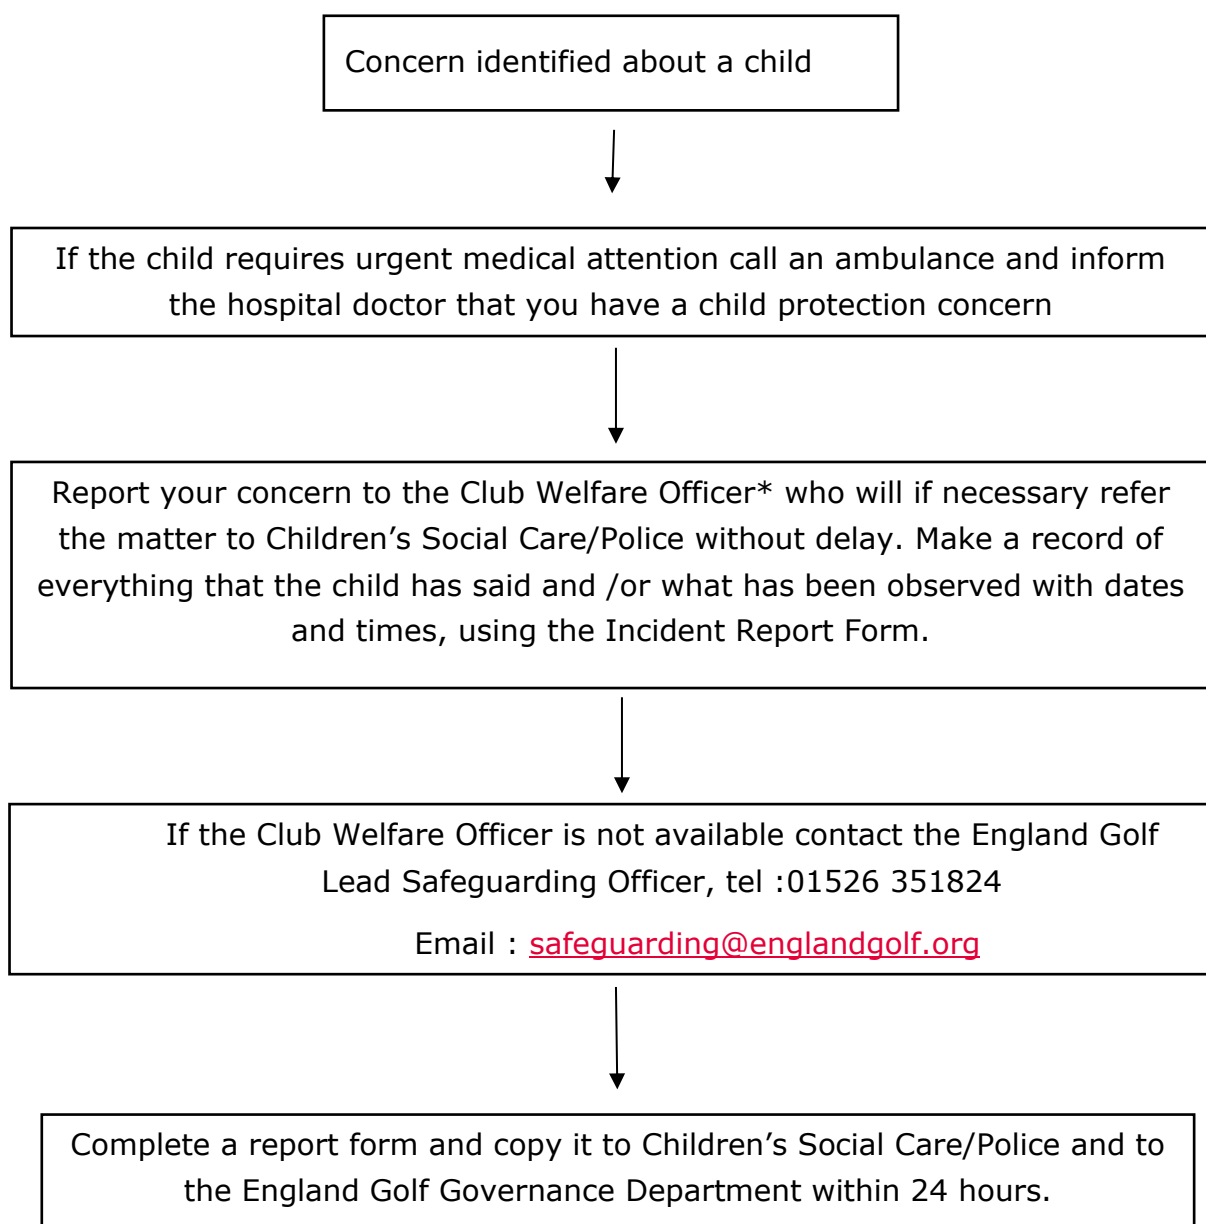 Concern identified about a child
If the child requires urgent medical attention call an ambulance and inform
the hospital doctor that you have a child protection concern
Report your concern to the Club Welfare Officer* who will if necessary refer
the matter to Children’s Social Care/Police without delay. Make a record of
everything that the child has said and /or what has been observed with dates
and times, using the Incident Report Form.
If the Club Welfare Officer is not available contact the England Golf
Lead Safeguarding Officer, tel :01526 351824
Email : safeguarding@englandgolf.org
Complete a report form and copy it to Children’s Social Care/Police and to
the England Golf Governance Department within 24 hours.